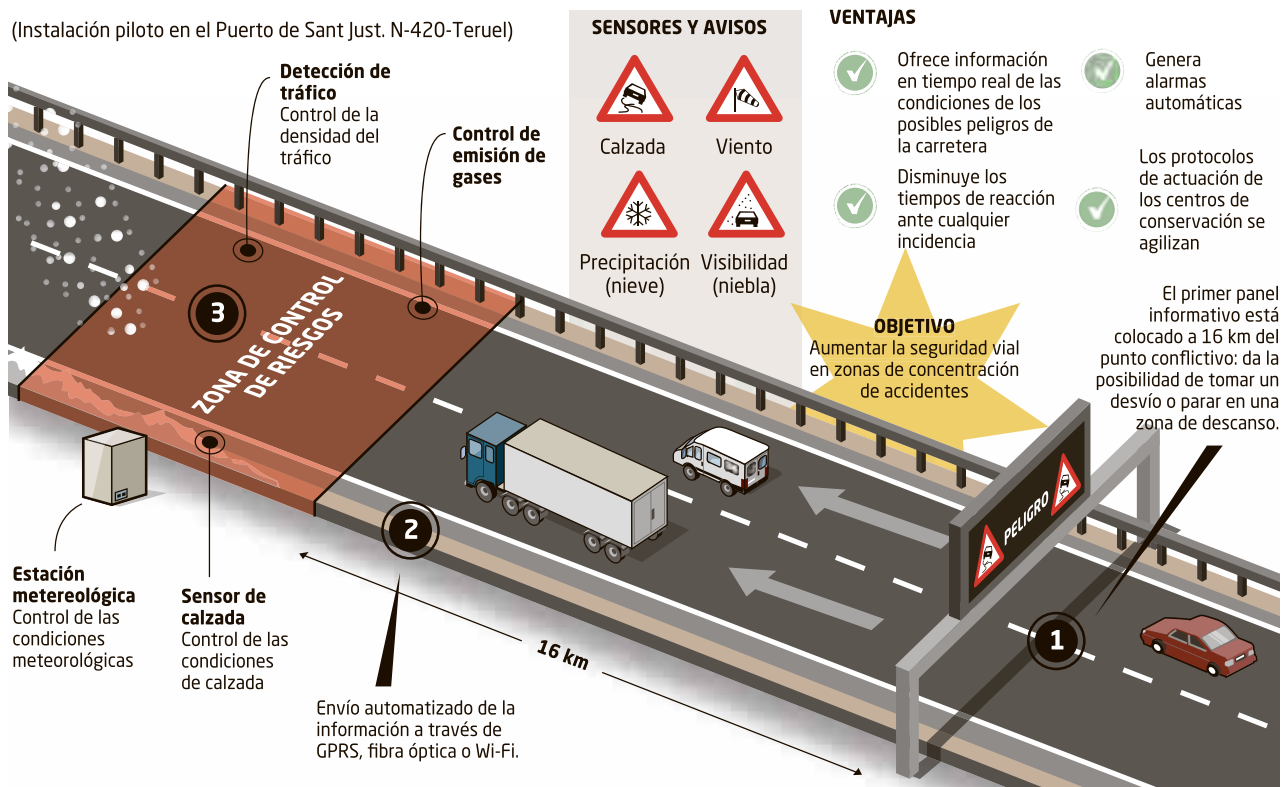 (Instalación piloto en el Puerto de Sant Just. N-420-Teruel)
Detección de
tráfico
Control de la
densidad del
tráfico
Control de
emisión de
gases
SENSORES Y AVISOS
Calzada
Viento
Precipitación
(nieve)
Visibilidad
(niebla)
VENTAJAS
Ofrece información
en tiempo real de las
condiciones de los
posibles peligros de
la carretera
Disminuye los
tiempos de reacción
ante cualquier
incidencia
Genera
alarmas
automáticas
Los protocolos
de actuación de
los centros de
conservación se
agilizan
OBJETIVO
Aumentar la seguridad vial
en zonas de concentración
de accidentes
El primer panel
informativo está
colocado a 16 km del
punto conflictivo: da la
posibilidad de tomar un
desvío o parar en una
zona de descanso.
3
ZONA DE CONTROL
DE RIESGOS
2
PELIGRO
1
Estación
metereológica
Control de las
condiciones
meteorológicas
Sensor de
calzada
Control de las
condiciones
de calzada
16 km
Envío automatizado de la
información a través de
GPRS, fibra óptica o Wi-Fi.